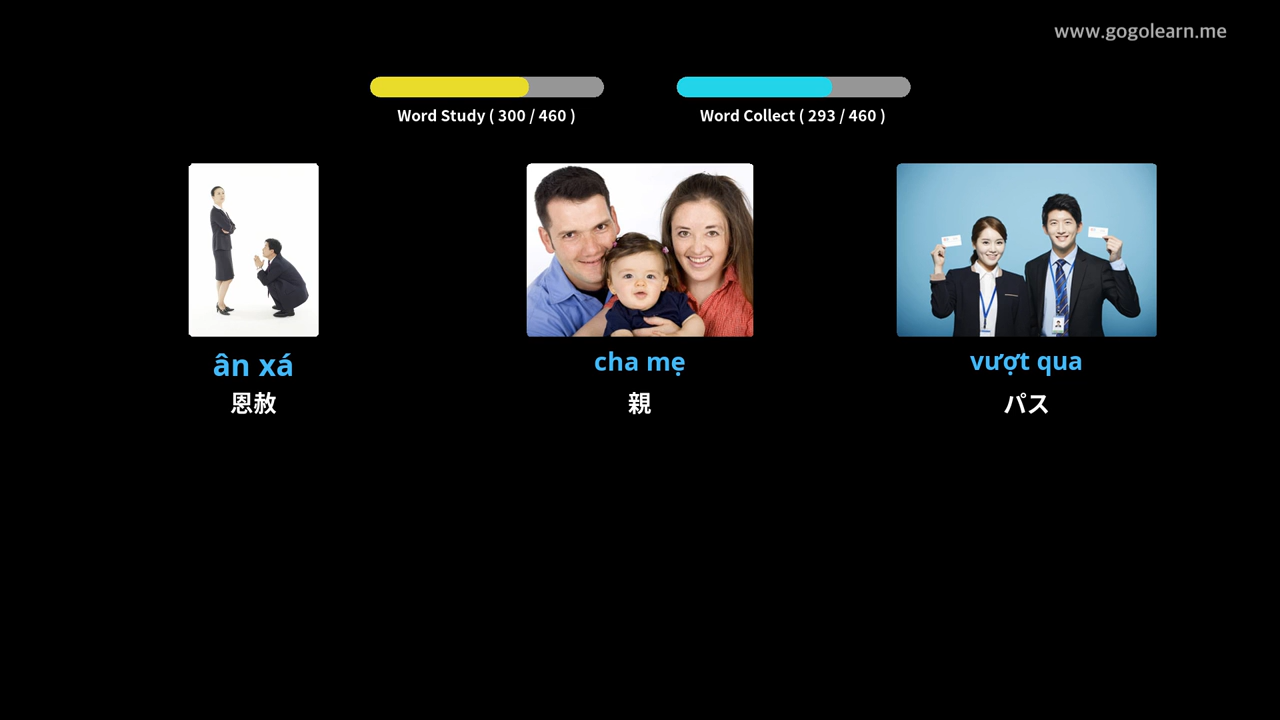 www.gogolearn.me
Word Study ( 300 / 460 )
Word Collect ( 293 / 460 )
ân xá
恩赦
cha mẹ
親
vượt qua
パス